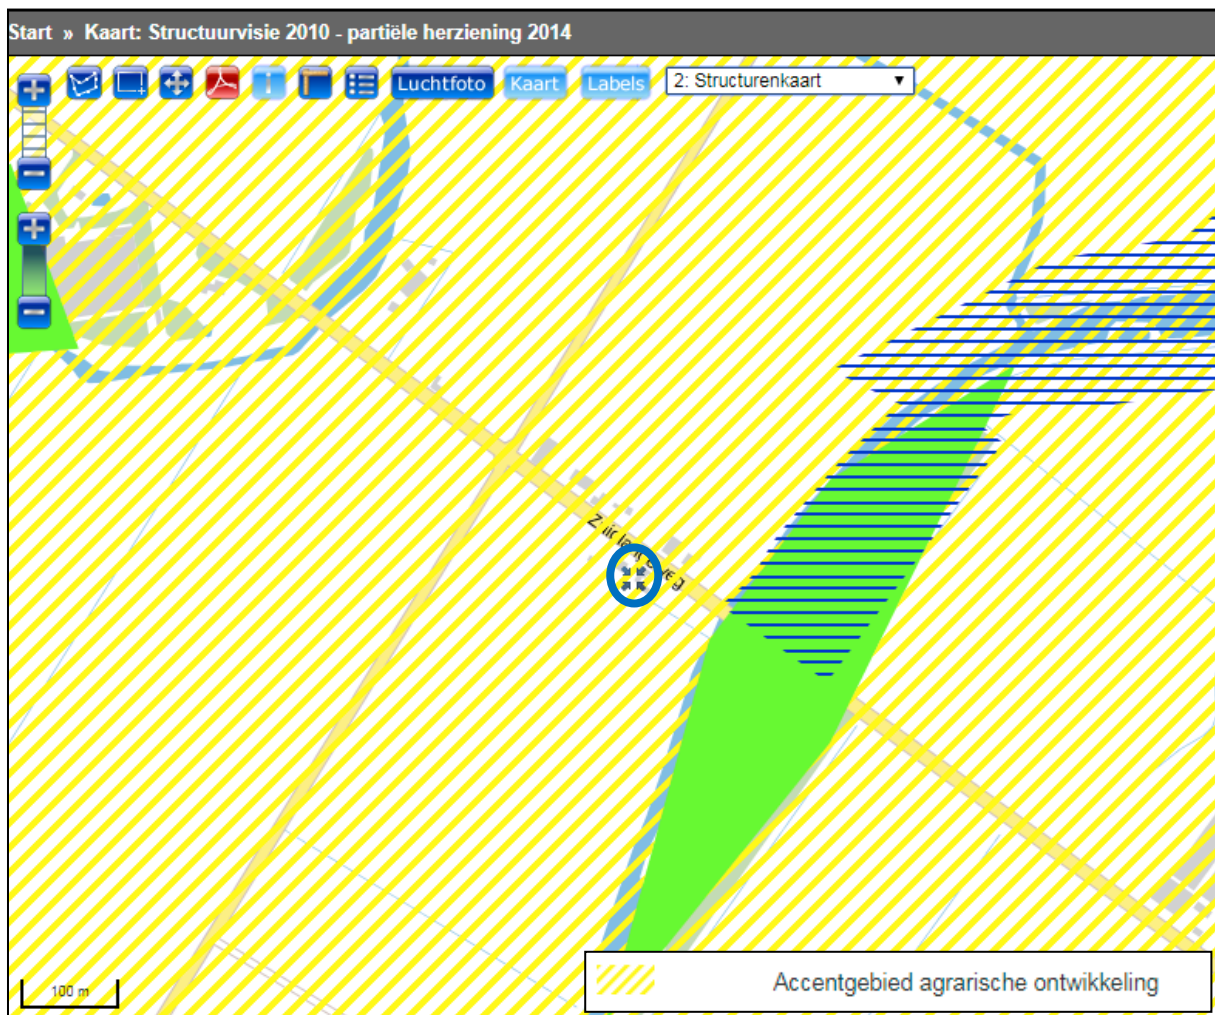 Start » Kaart: Structuurvisie 2010 - partiële herziening 2014
Luchtfoto Kaart Labels 2: Structurenkaart
100 m
Accentgebied agrarische ontwikkeling